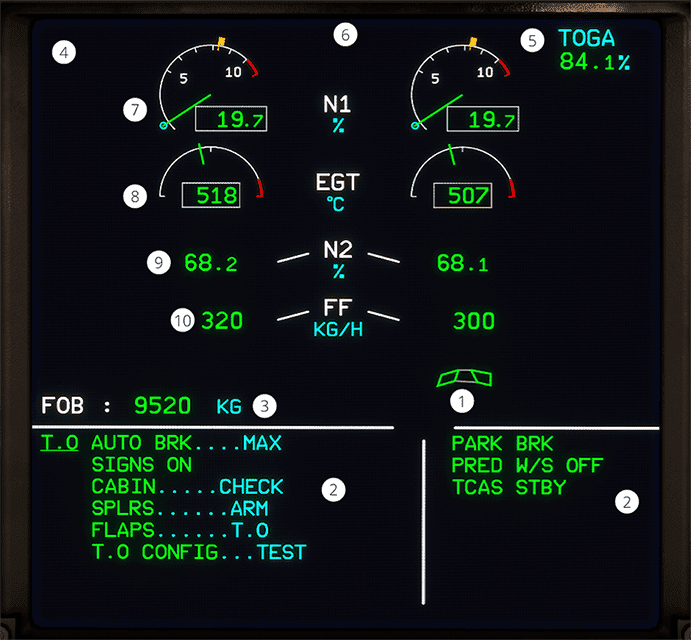 4
6
5 TOGA
84.1%
5 10
5 10
7 19.7 N1 19.7
%
8 518 EGT 507
°C
9 68.2 N2 68.1
%
10 320 FF 300
KG/H
1
FOB : 9520 KG 3
T.O AUTO BRK....MAX PARK BRK
SIGNS ON PRED W/S OFF
CABIN.....CHECK 2 TCAS STBY
SPLRS......ARM 2
FLAPS......T.O
T.O CONFIG...TEST